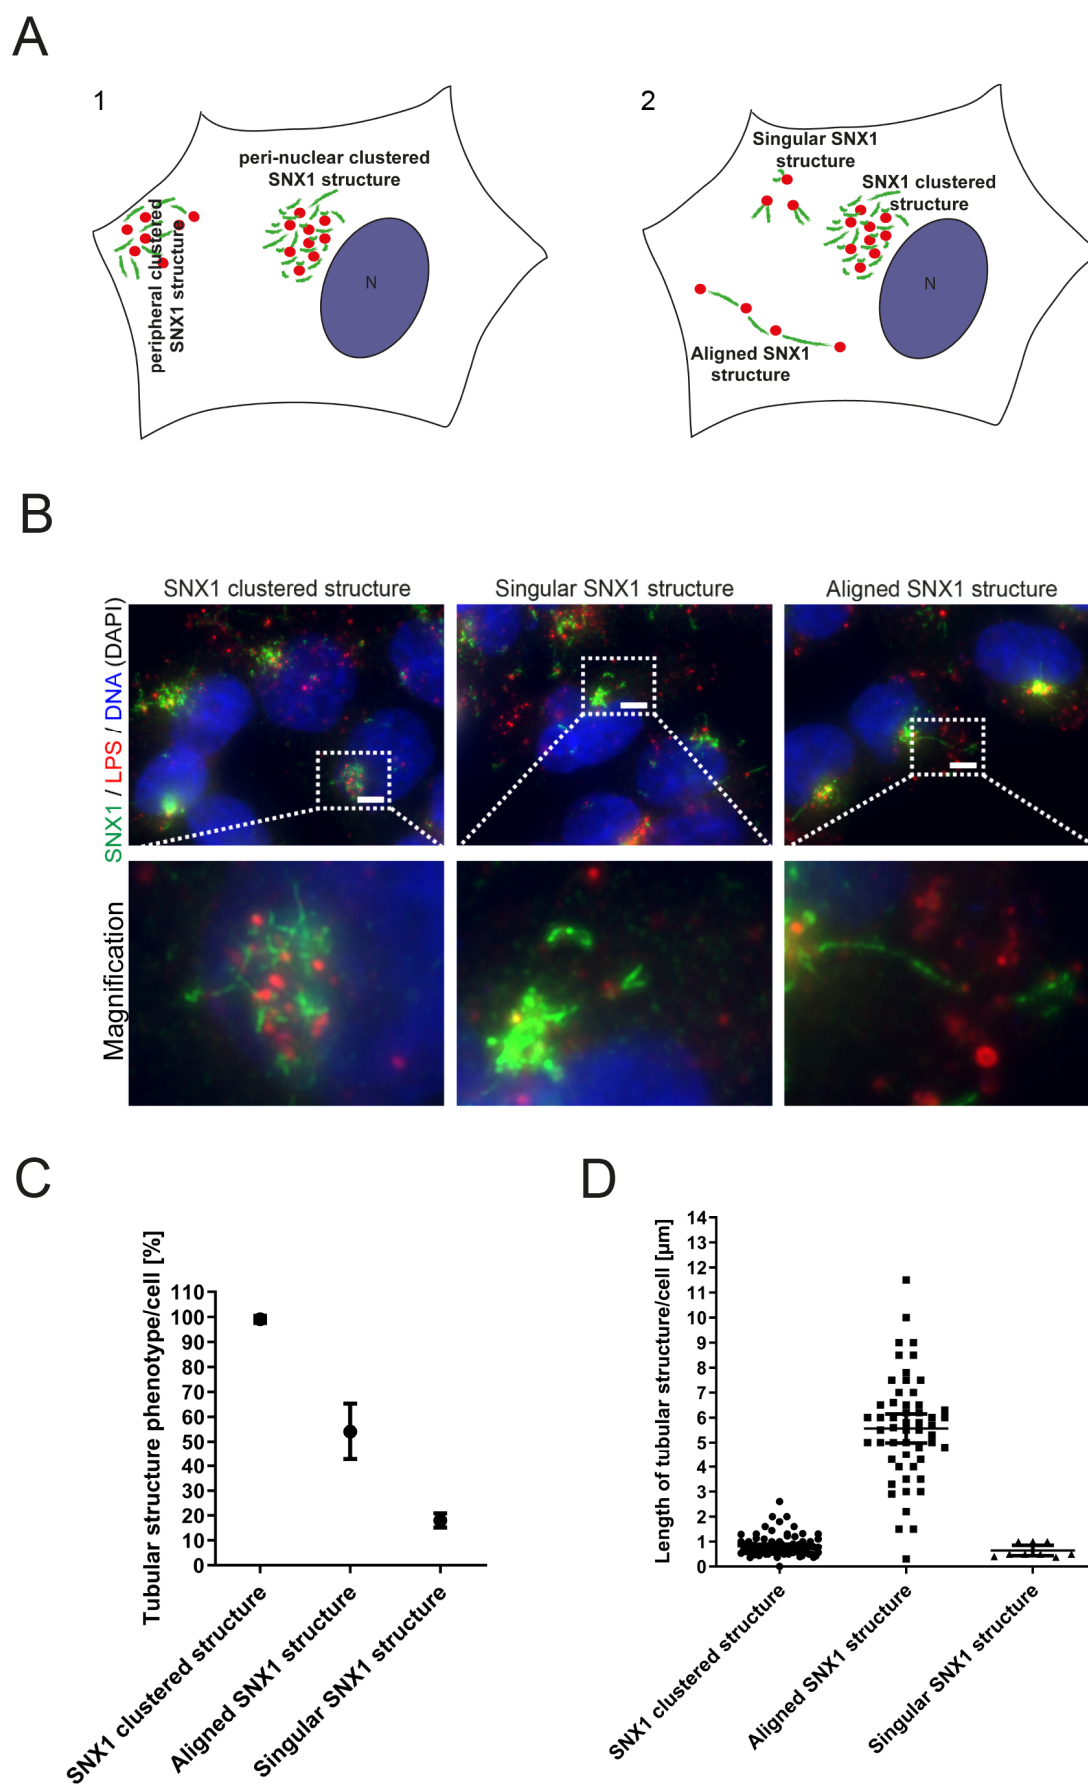 A
1
peri-nuclear clustered
SNX1 structure
peripheral clustered
SNX1 structure
N
2
Singular SNX1
structure
SNX1 clustered
structure
N
Aligned SNX1
structure
B
SNX1 clustered structure
Singular SNX1 structure
Aligned SNX1 structure
SNX1 / LPS / DNA (DAPI)
Magnification
C
Tubular structure phenotype/cell [%]
110
100
90
80
70
60
50
40
30
20
10
0
SNX1 clustered structure
Aligned SNX1 structure
Singular SNX1 structure
D
Length of tubular structure/cell [µm]
14
13
12
11
10
9
8
7
6
5
4
3
2
1
0
SNX1 clustered structure
Aligned SNX1 structure
Singular SNX1 structure